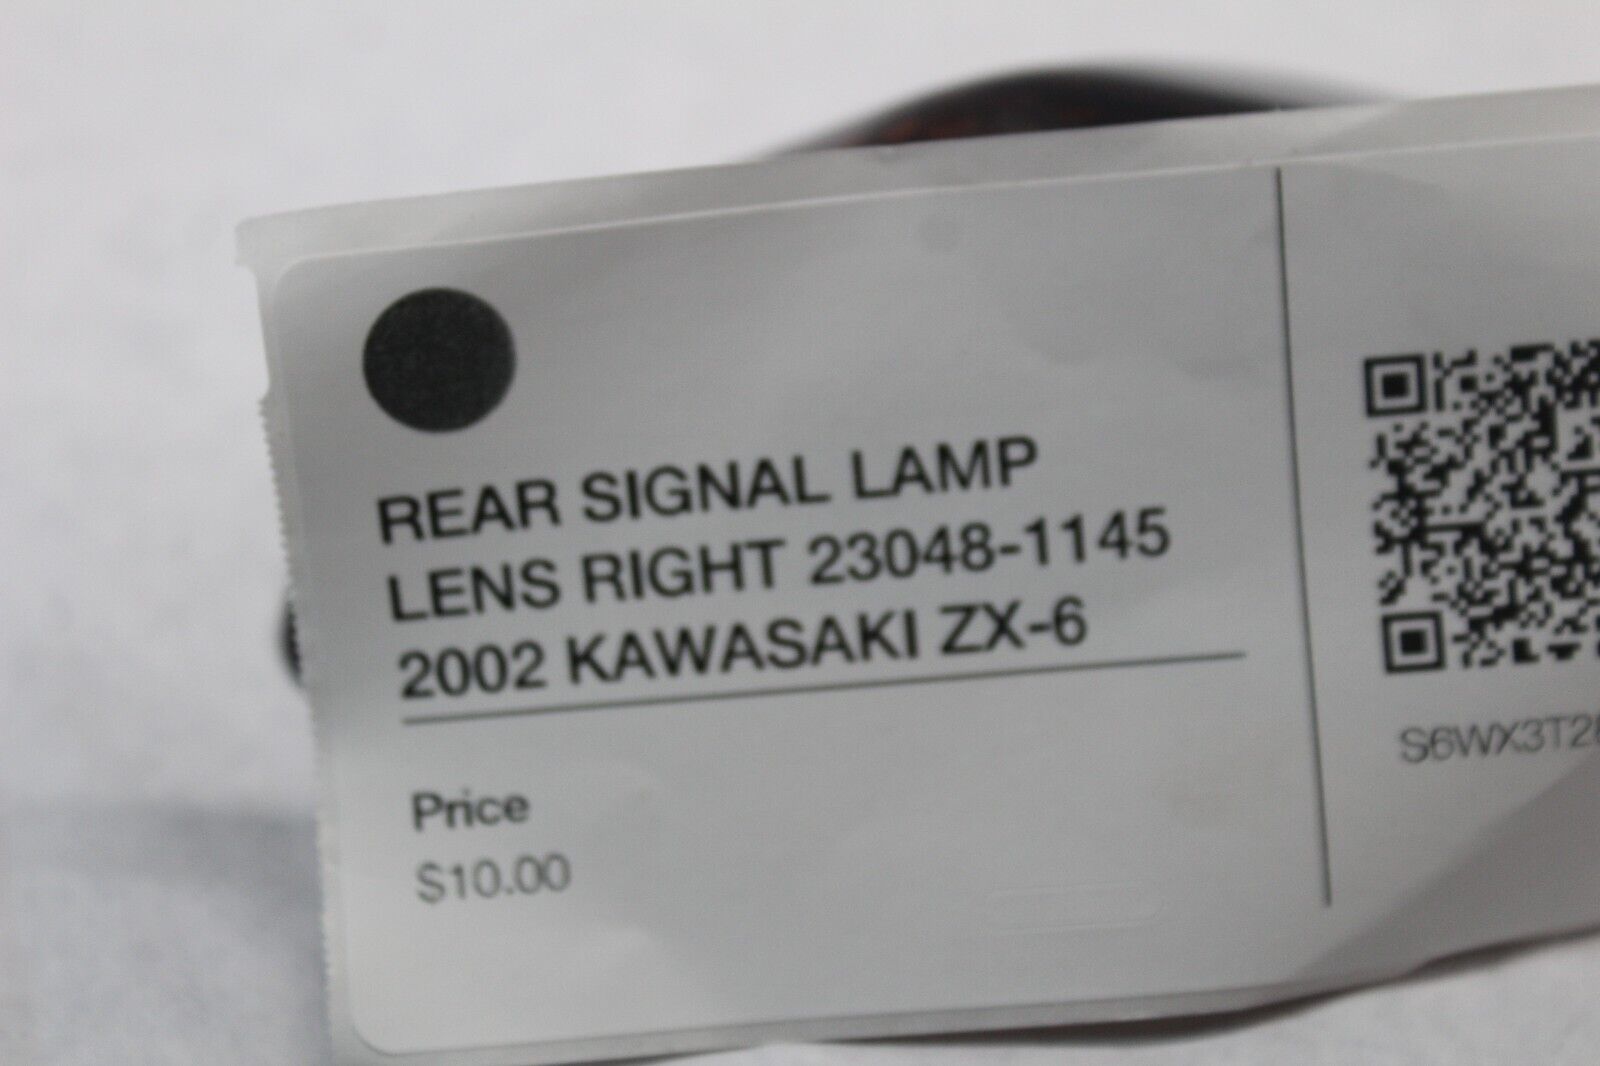 REAR SIGNAL LAMP
LENS RIGHT 23048-1145
2002 KAWASAKI ZX-6
Price
$10.00